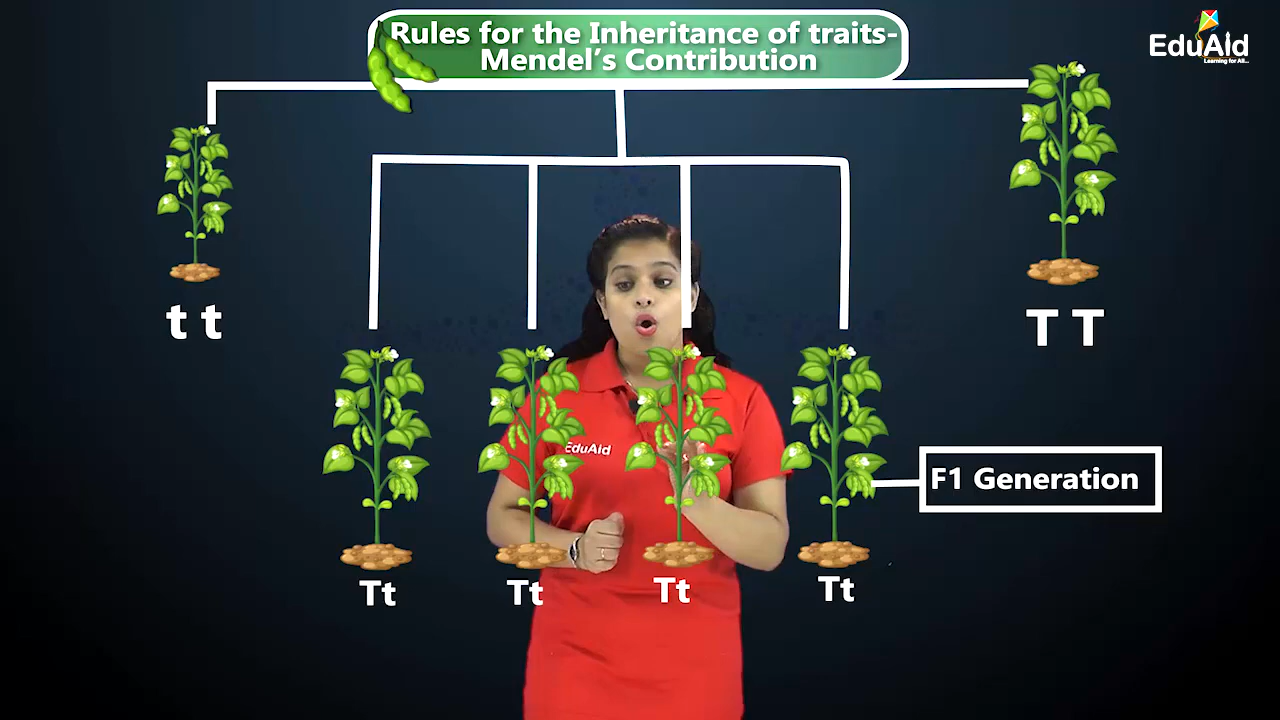 Rules for the Inheritance of traits-
Mendel's Contribution
EduAid
Learning for All...
t t
T T
EduAid
F1 Generation
Tt
Tt
Tt
Tt